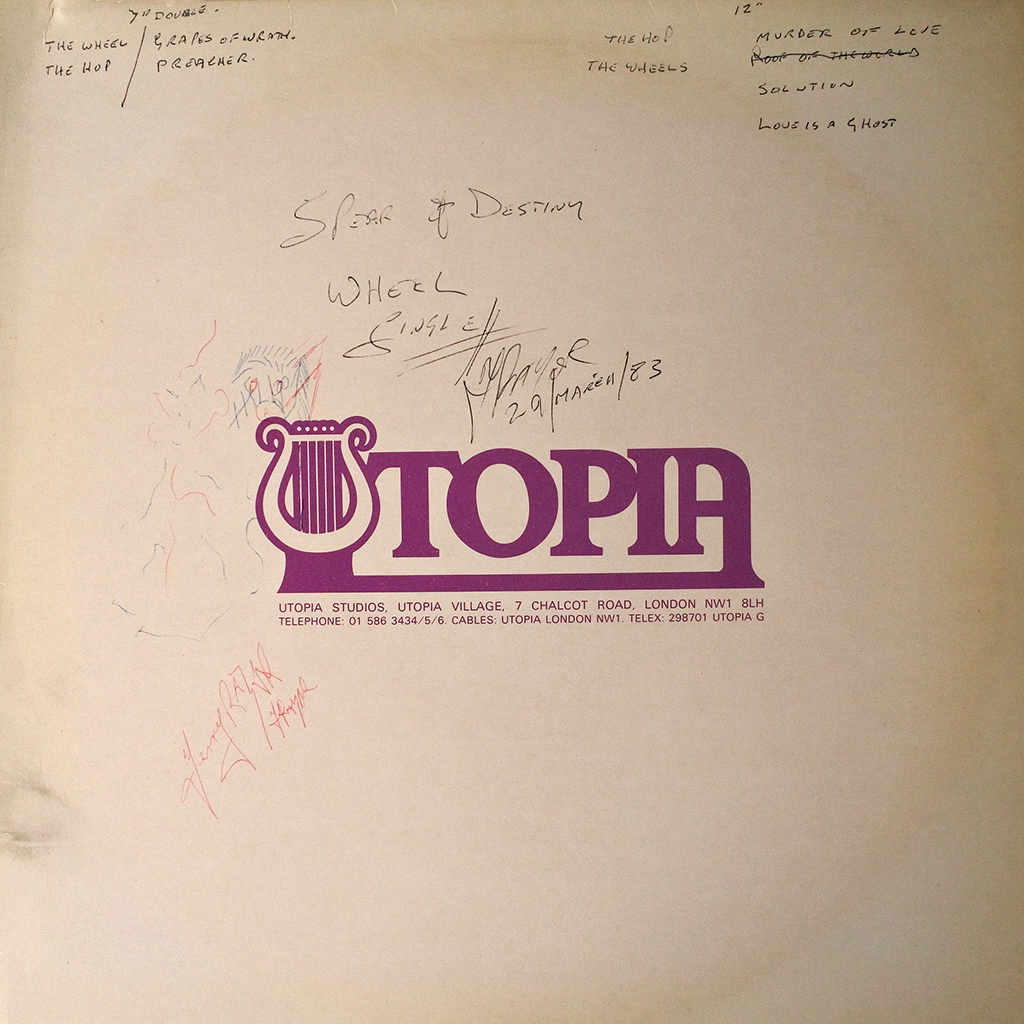 7" DOUBLE.
THE WHEEL / GRAPES OF WRATH.
THE HOP / PREACHER.
THE HOP
THE WHEELS
12"
MURDER OF LOVE
ROOF OF THE WORLD
SOLUTION
LOVE IS A GHOST
SPEAR OF DESTINY
WHEEL
SINGLE
29/MARCH/83
UTOPIA
UTOPIA STUDIOS, UTOPIA VILLAGE, 7 CHALCOT ROAD, LONDON NW1 8LH
TELEPHONE: 01 586 3434/5/6. CABLES: UTOPIA LONDON NW1. TELEX: 298701 UTOPIA G